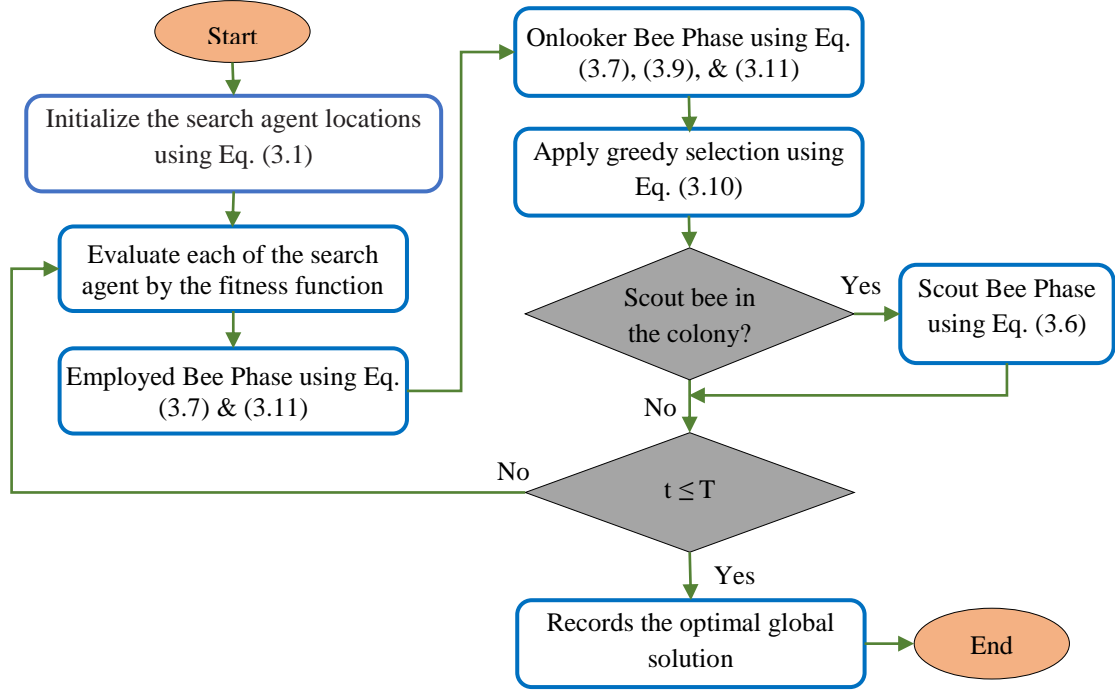 Start
Initialize the search agent locations
using Eq. (3.1)
Evaluate each of the search
agent by the fitness function
Employed Bee Phase using Eq.
(3.7) & (3.11)
Onlooker Bee Phase using Eq.
(3.7), (3.9), & (3.11)
Apply greedy selection using
Eq. (3.10)
Scout bee in
the colony?
Yes
Scout Bee Phase
using Eq. (3.6)
No
t ≤ T
No
Yes
Records the optimal global
solution
End